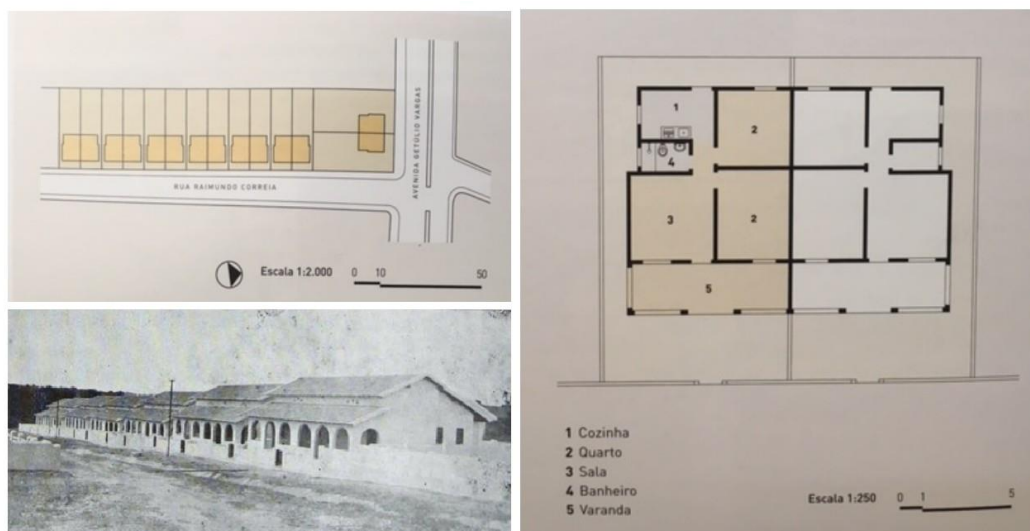 RUA RAIMUNDO CORREIA
AVENIDA GETÚLIO VARGAS
Escala 1:2.000 0 10 50
1
2
4
3
2
5
1 Cozinha
2 Quarto
3 Sala
4 Banheiro
5 Varanda
Escala 1:250 0 1 5